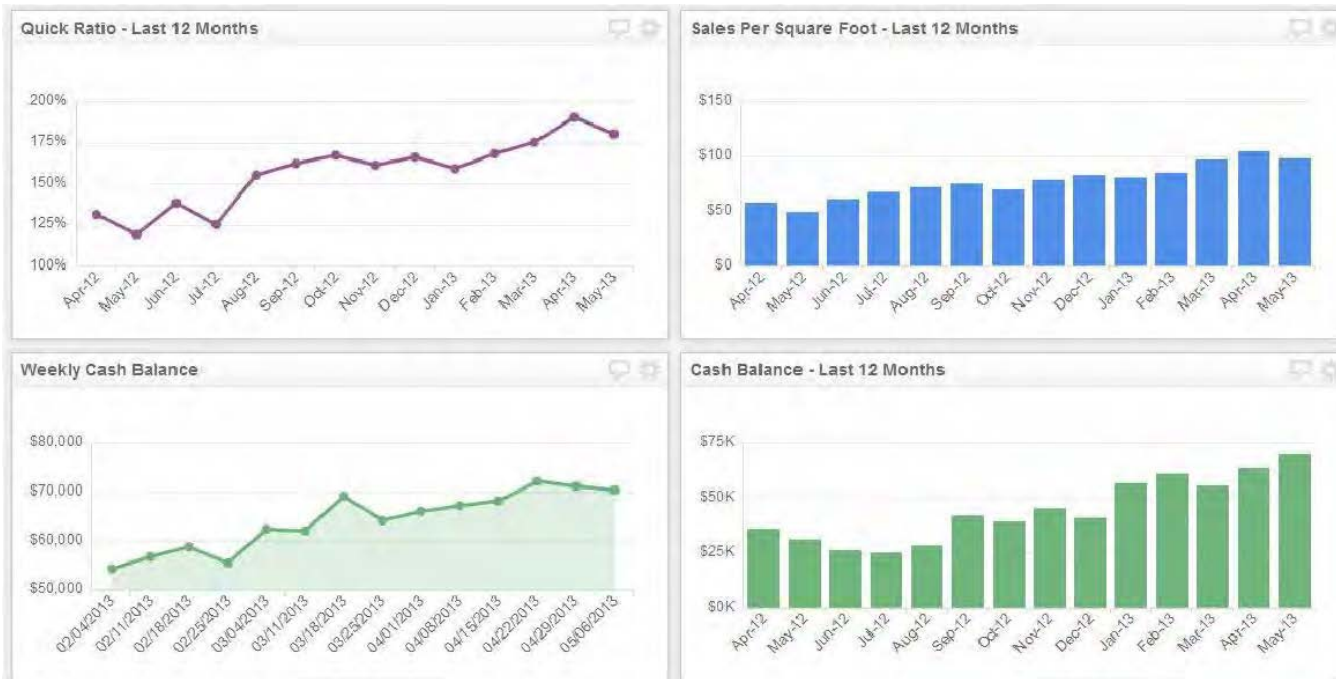 Quick Ratio - Last 12 Months
200%
175%
150%
125%
100%
Apr-12
May-12
Jun-12
Jul-12
Aug-12
Sep-12
Oct-12
Nov-12
Dec-12
Jan-13
Feb-13
Mar-13
Apr-13
May-13
Sales Per Square Foot - Last 12 Months
$150
$100
$50
$0
Apr-12
May-12
Jun-12
Jul-12
Aug-12
Sep-12
Oct-12
Nov-12
Dec-12
Jan-13
Feb-13
Mar-13
Apr-13
May-13
Weekly Cash Balance
$80,000
$70,000
$60,000
$50,000
02/04/2013
02/11/2013
02/18/2013
02/25/2013
03/04/2013
03/11/2013
03/18/2013
03/25/2013
04/01/2013
04/08/2013
04/15/2013
04/22/2013
04/29/2013
05/06/2013
Cash Balance - Last 12 Months
$75K
$50K
$25K
$0K
Apr-12
May-12
Jun-12
Jul-12
Aug-12
Sep-12
Oct-12
Nov-12
Dec-12
Jan-13
Feb-13
Mar-13
Apr-13
May-13